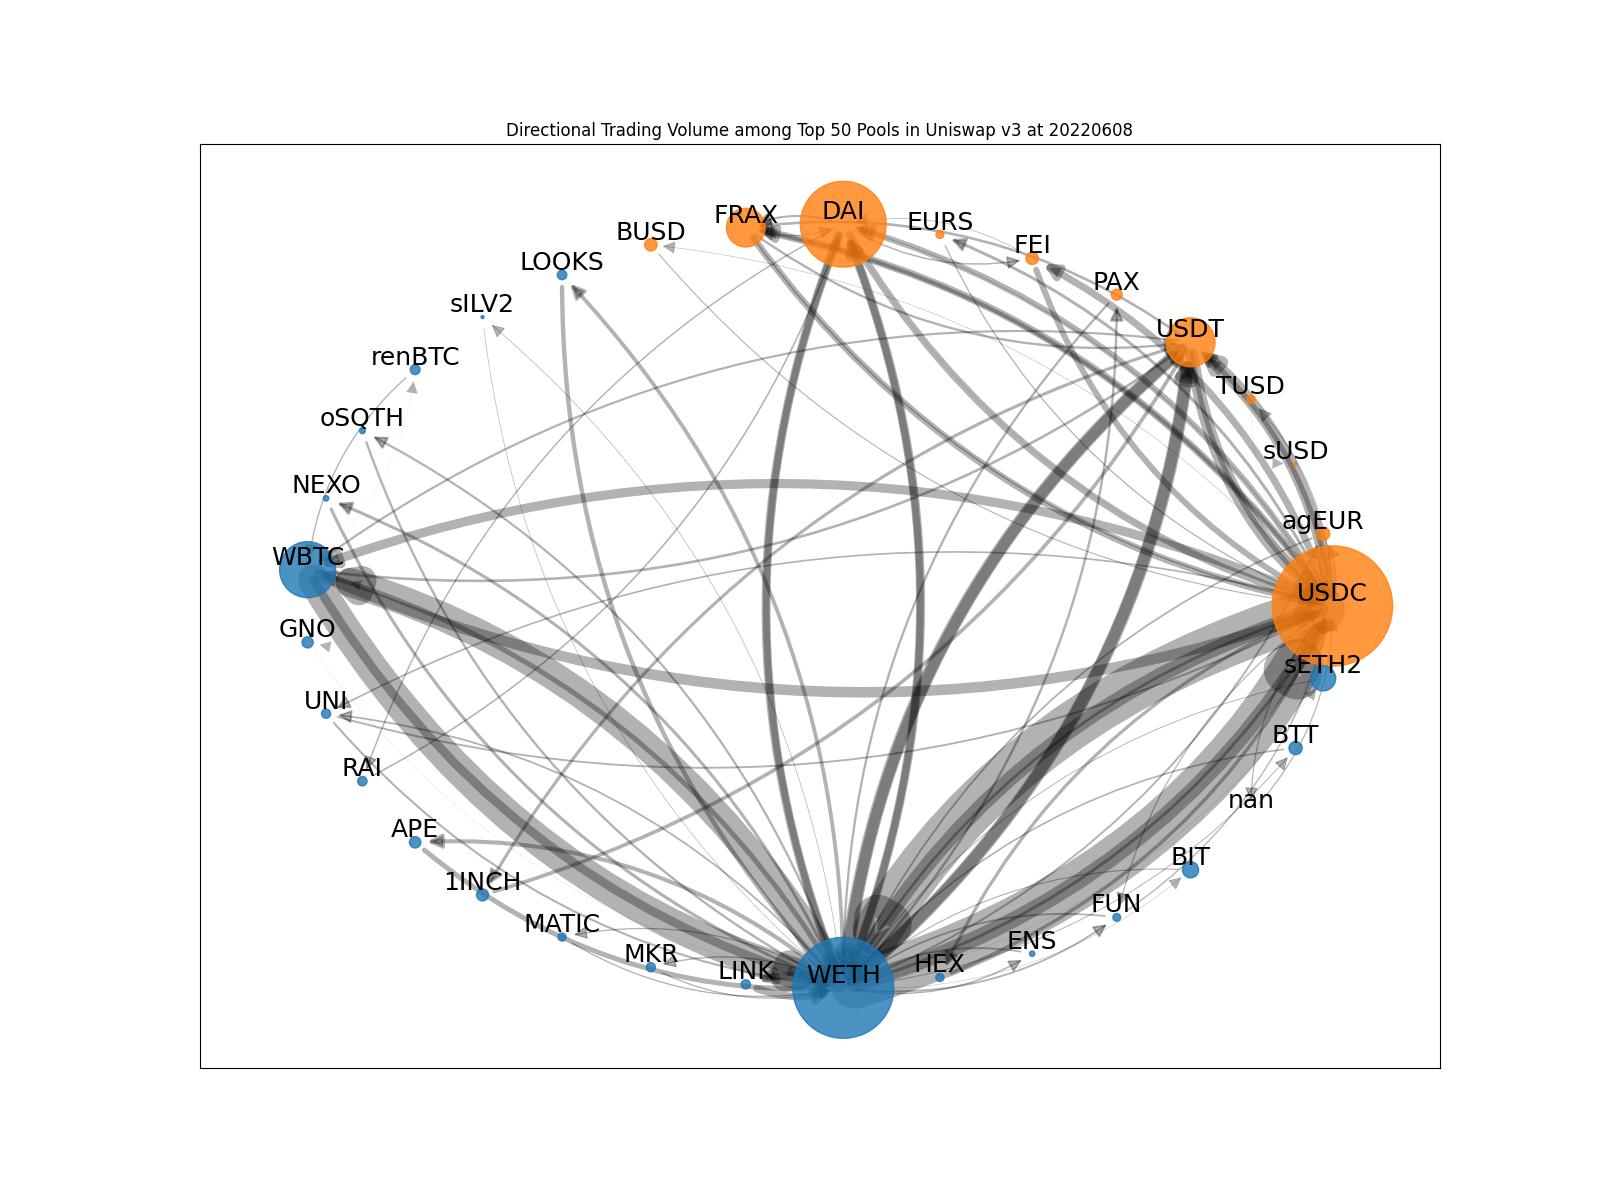 Directional Trading Volume among Top 50 Pools in Uniswap v3 at 20220608
DAI
FRAX
EURS
BUSD
FEI
LOOKS
PAX
sILV2
USDT
renBTC
TUSD
oSQTH
sUSD
NEXO
agEUR
WBTC
USDC
GNO
sETH2
UNI
BTT
RAI
nan
APE
BIT
1INCH
FUN
MATIC
ENS
MKR
HEX
LINK
WETH